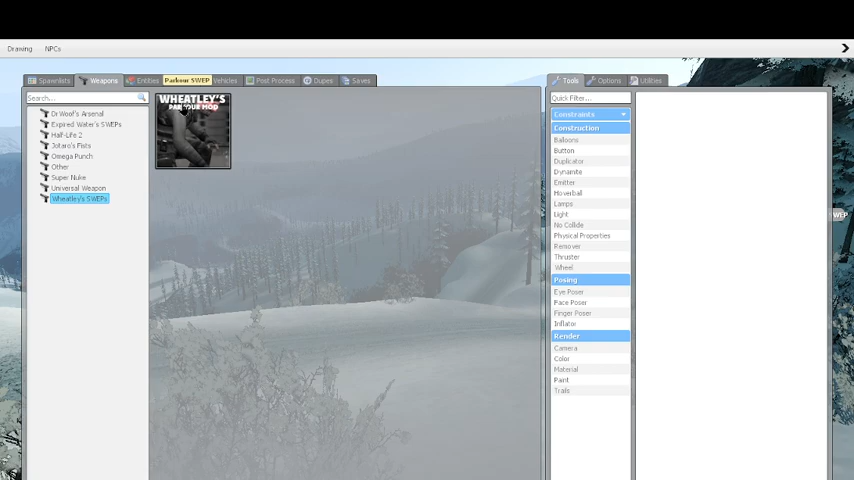 Drawing NPCs
Spawnlists Weapons Entities Parkour SWEP Vehicles Post Process Dupes Saves
Tools Options Utilities
Search...
Dr Woof's Arsenal
Expired Water's SWEPs
Half-Life 2
Jotaro's Fists
Omega Punch
Other
Super Nuke
Universal Weapon
Wheatley's SWEPs
WHEATLEY'S
PARKOUR MOD
Quick Filter...
Constraints
Construction
Balloons
Button
Duplicator
Dynamite
Emitter
Hoverball
Lamps
Light
No Collide
Physical Properties
Remover
Thruster
Wheel
Posing
Eye Poser
Face Poser
Finger Poser
Inflator
Render
Camera
Color
Material
Paint
Trails
WEP